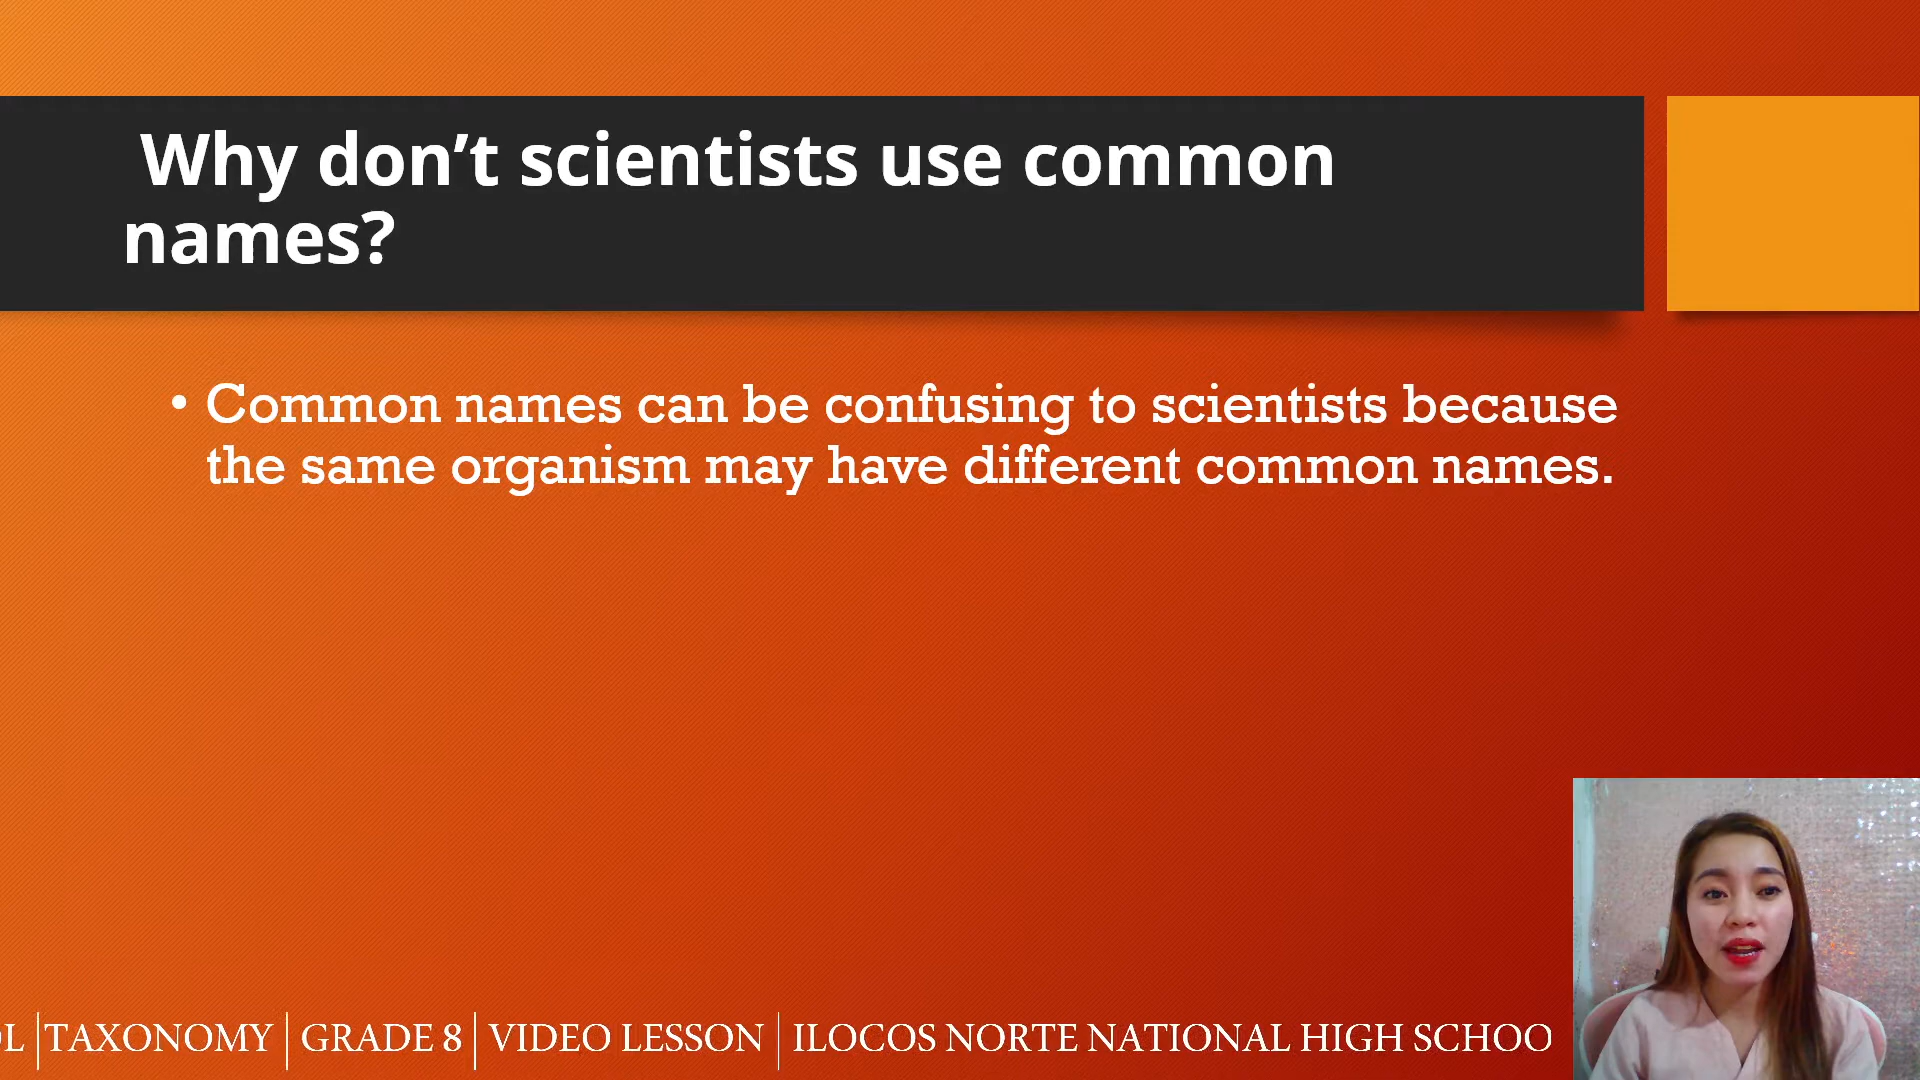 Why don’t scientists use common
names?
• Common names can be confusing to scientists because
the same organism may have different common names.
OL | TAXONOMY | GRADE 8 | VIDEO LESSON | ILOCOS NORTE NATIONAL HIGH SCHOO